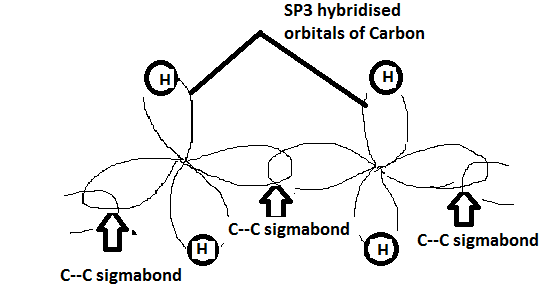 SP3 hybridised
orbitals of Carbon
H
H
H
H
C--C sigmabond
C--C sigmabond
C--C sigmabond